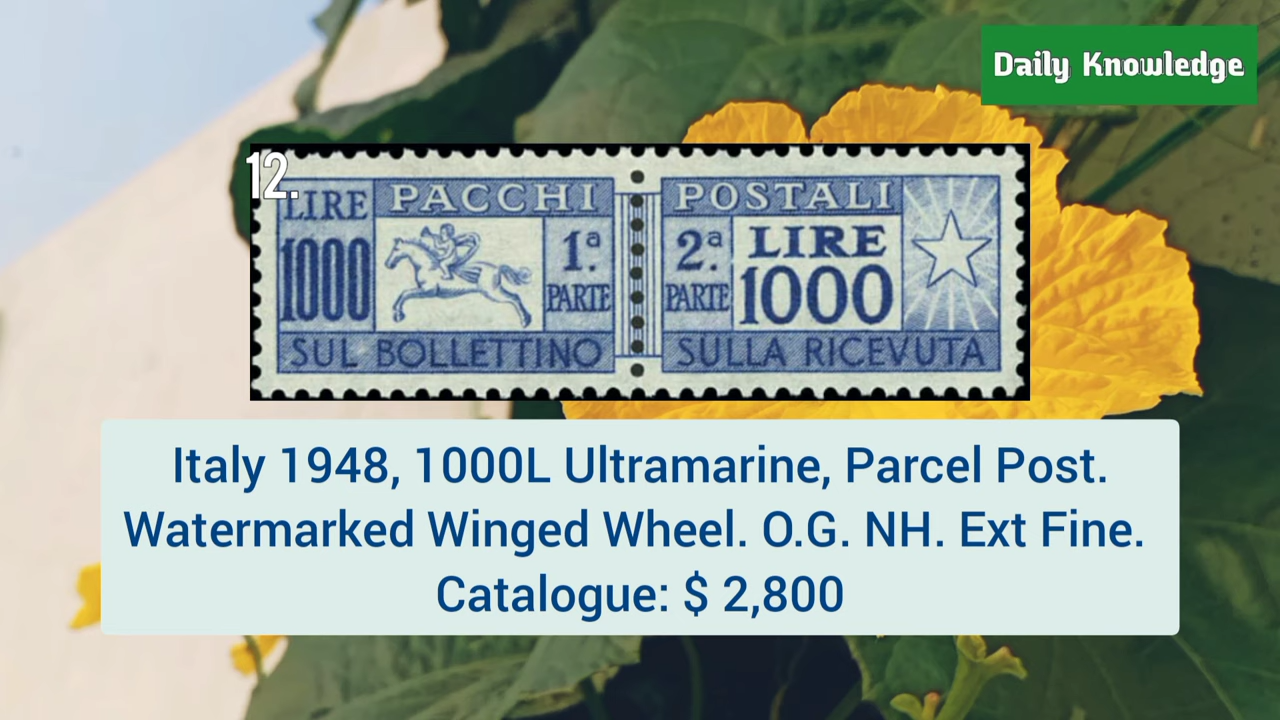 Daily Knowledge
12.
LIRE
1000
PACCHI
1ª
PARTE
SUL BOLLETTINO
POSTALI
2ª
PARTE
LIRE
1000
SULLA RICEVUTA
Italy 1948, 1000L Ultramarine, Parcel Post.
Watermarked Winged Wheel. O.G. NH. Ext Fine.
Catalogue: $ 2,800